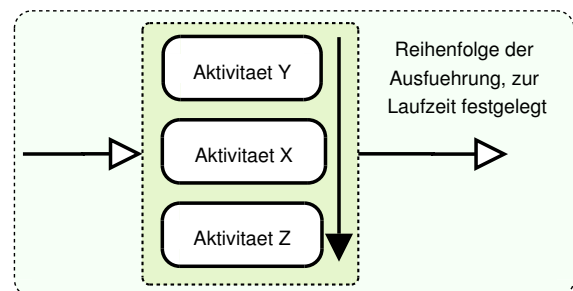 Aktivitaet Y
Aktivitaet X
Aktivitaet Z
Reihenfolge der
Ausfuehrung, zur
Laufzeit festgelegt